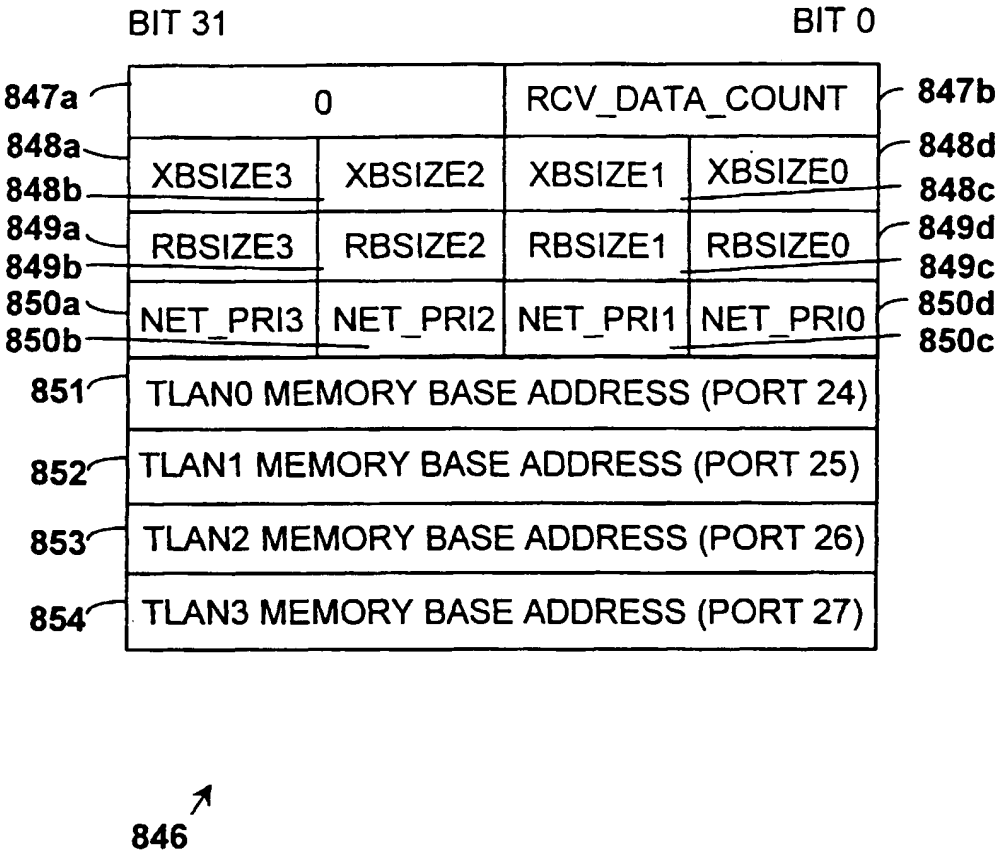 BIT 31 BIT 0
847a 0 RCV_DATA_COUNT 847b
848a XBSIZE3 XBSIZE2 XBSIZE1 XBSIZE0 848d
848b 848c
849a RBSIZE3 RBSIZE2 RBSIZE1 RBSIZE0 849d
849b 849c
850a NET_PRI3 NET_PRI2 NET_PRI1 NET_PRI0 850d
850b 850c
851 TLAN0 MEMORY BASE ADDRESS (PORT 24)
852 TLAN1 MEMORY BASE ADDRESS (PORT 25)
853 TLAN2 MEMORY BASE ADDRESS (PORT 26)
854 TLAN3 MEMORY BASE ADDRESS (PORT 27)
846